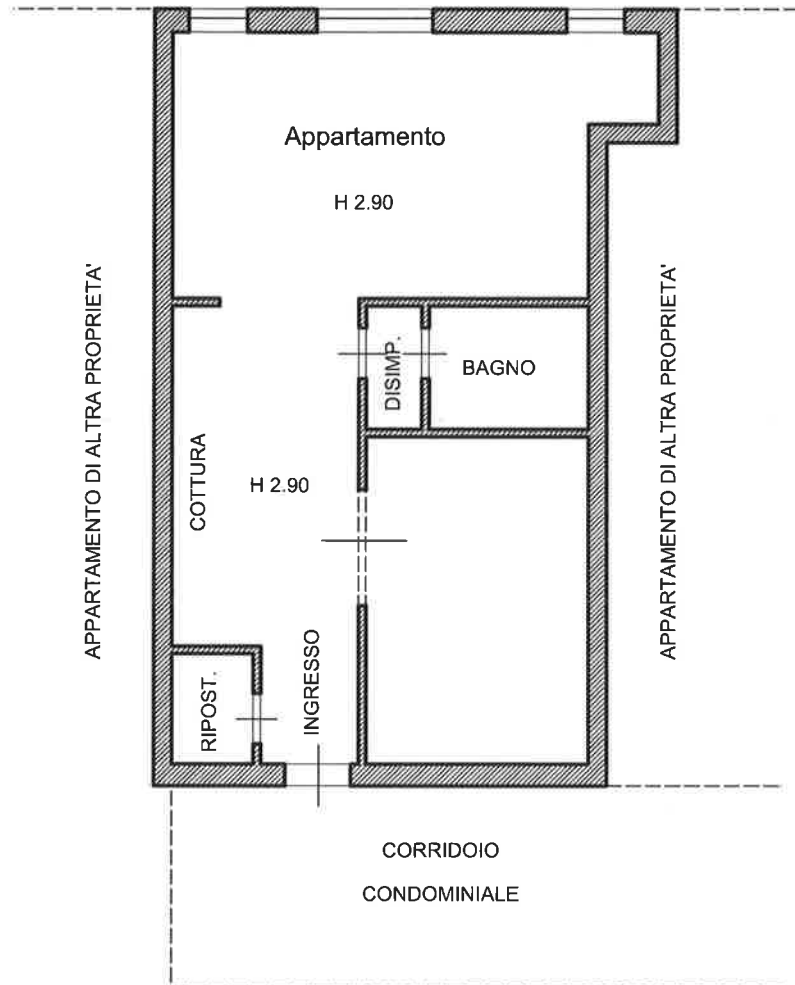 Appartamento
H 2.90
APPARTAMENTO DI ALTRA PROPRIETA'
APPARTAMENTO DI ALTRA PROPRIETA'
DISIMP.
BAGNO
COTTURA
H 2.90
INGRESSO
RIPOST.
CORRIDOIO
CONDOMINIALE